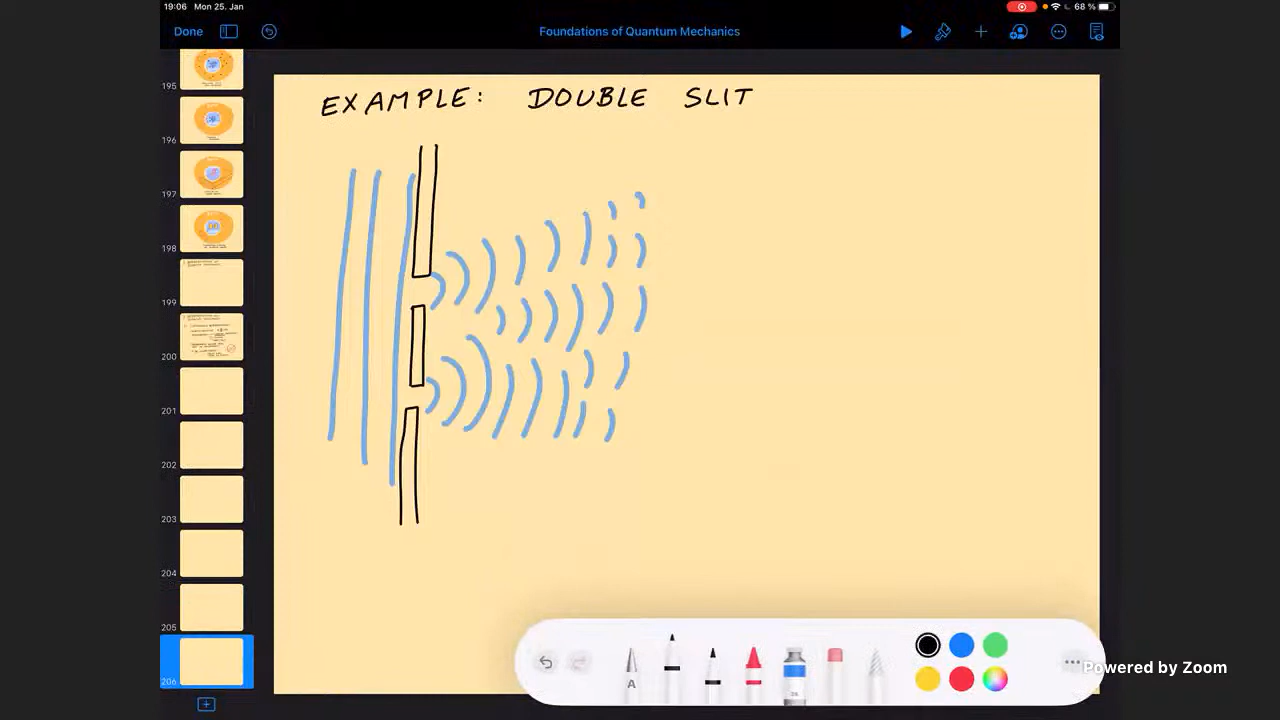 19:06 Mon 25. Jan
68 %
Done
Foundations of Quantum Mechanics
195
196
197
198
199
200
201
202
203
204
205
206
EXAMPLE: DOUBLE SLIT
A
Powered by Zoom